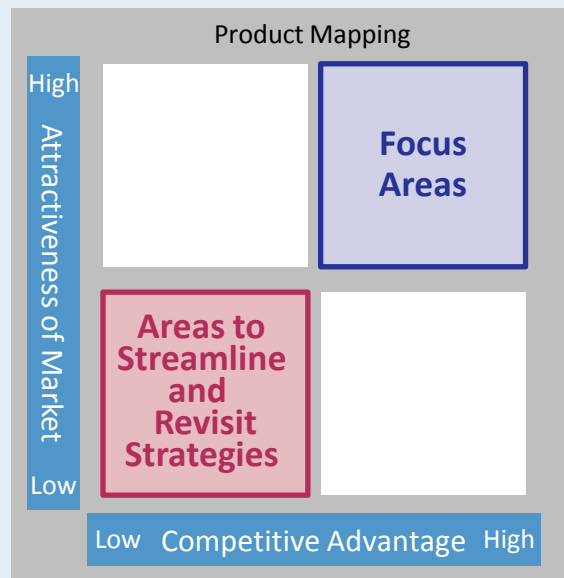 Product Mapping
High
Attractiveness of Market
Low
Focus
Areas
Areas to
Streamline
and
Revisit
Strategies
Low Competitive Advantage High